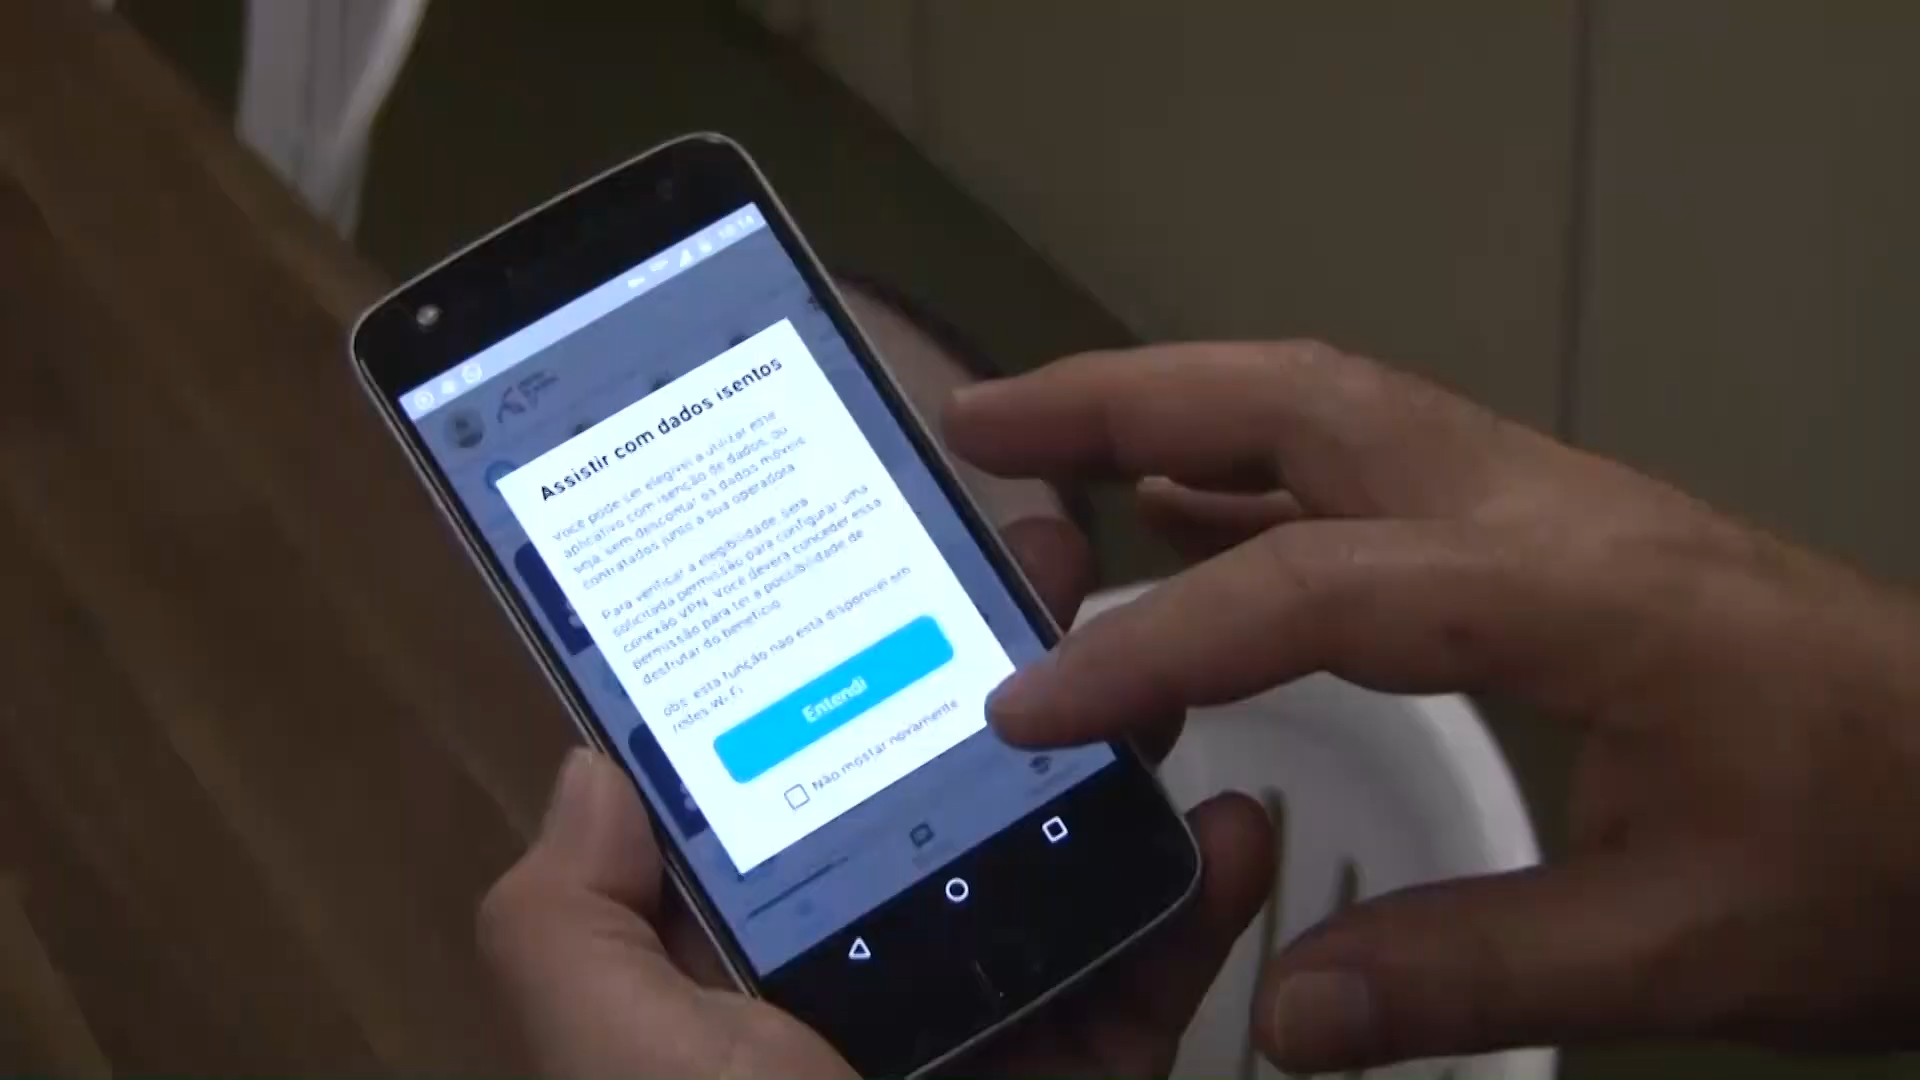 Assistir com dados isentos
Você pode ser elegível a utilizar esse
aplicativo com isenção de dados, ou
seja, sem descontar os dados móveis
contratados junto a sua operadora
Para verificar a elegibilidade, será
solicitada permissão para configurar uma
conexão VPN. Você deverá conceder essa
permissão para ter a possibilidade de
desfrutar do benefício.
obs: esta função não está disponível em
redes Wi-Fi
Entendi
Não mostar novamente